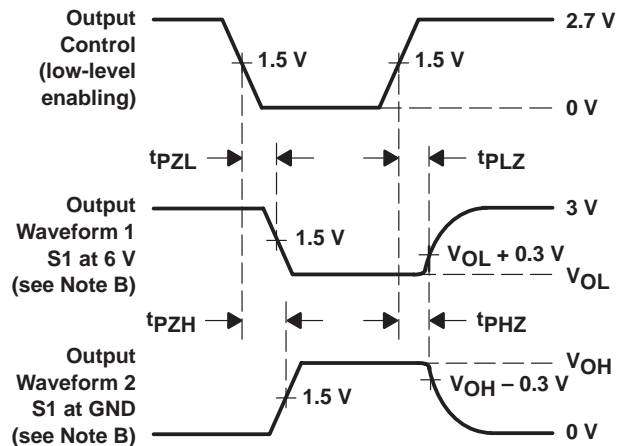 Output
Control
(low-level
enabling)
1.5 V
1.5 V
2.7 V
0 V
tPZL
tPLZ
Output
Waveform 1
S1 at 6 V
(see Note B)
1.5 V
3 V
VOL + 0.3 V
VOL
tPZH
tPHZ
Output
Waveform 2
S1 at GND
(see Note B)
1.5 V
VOH
VOH – 0.3 V
0 V